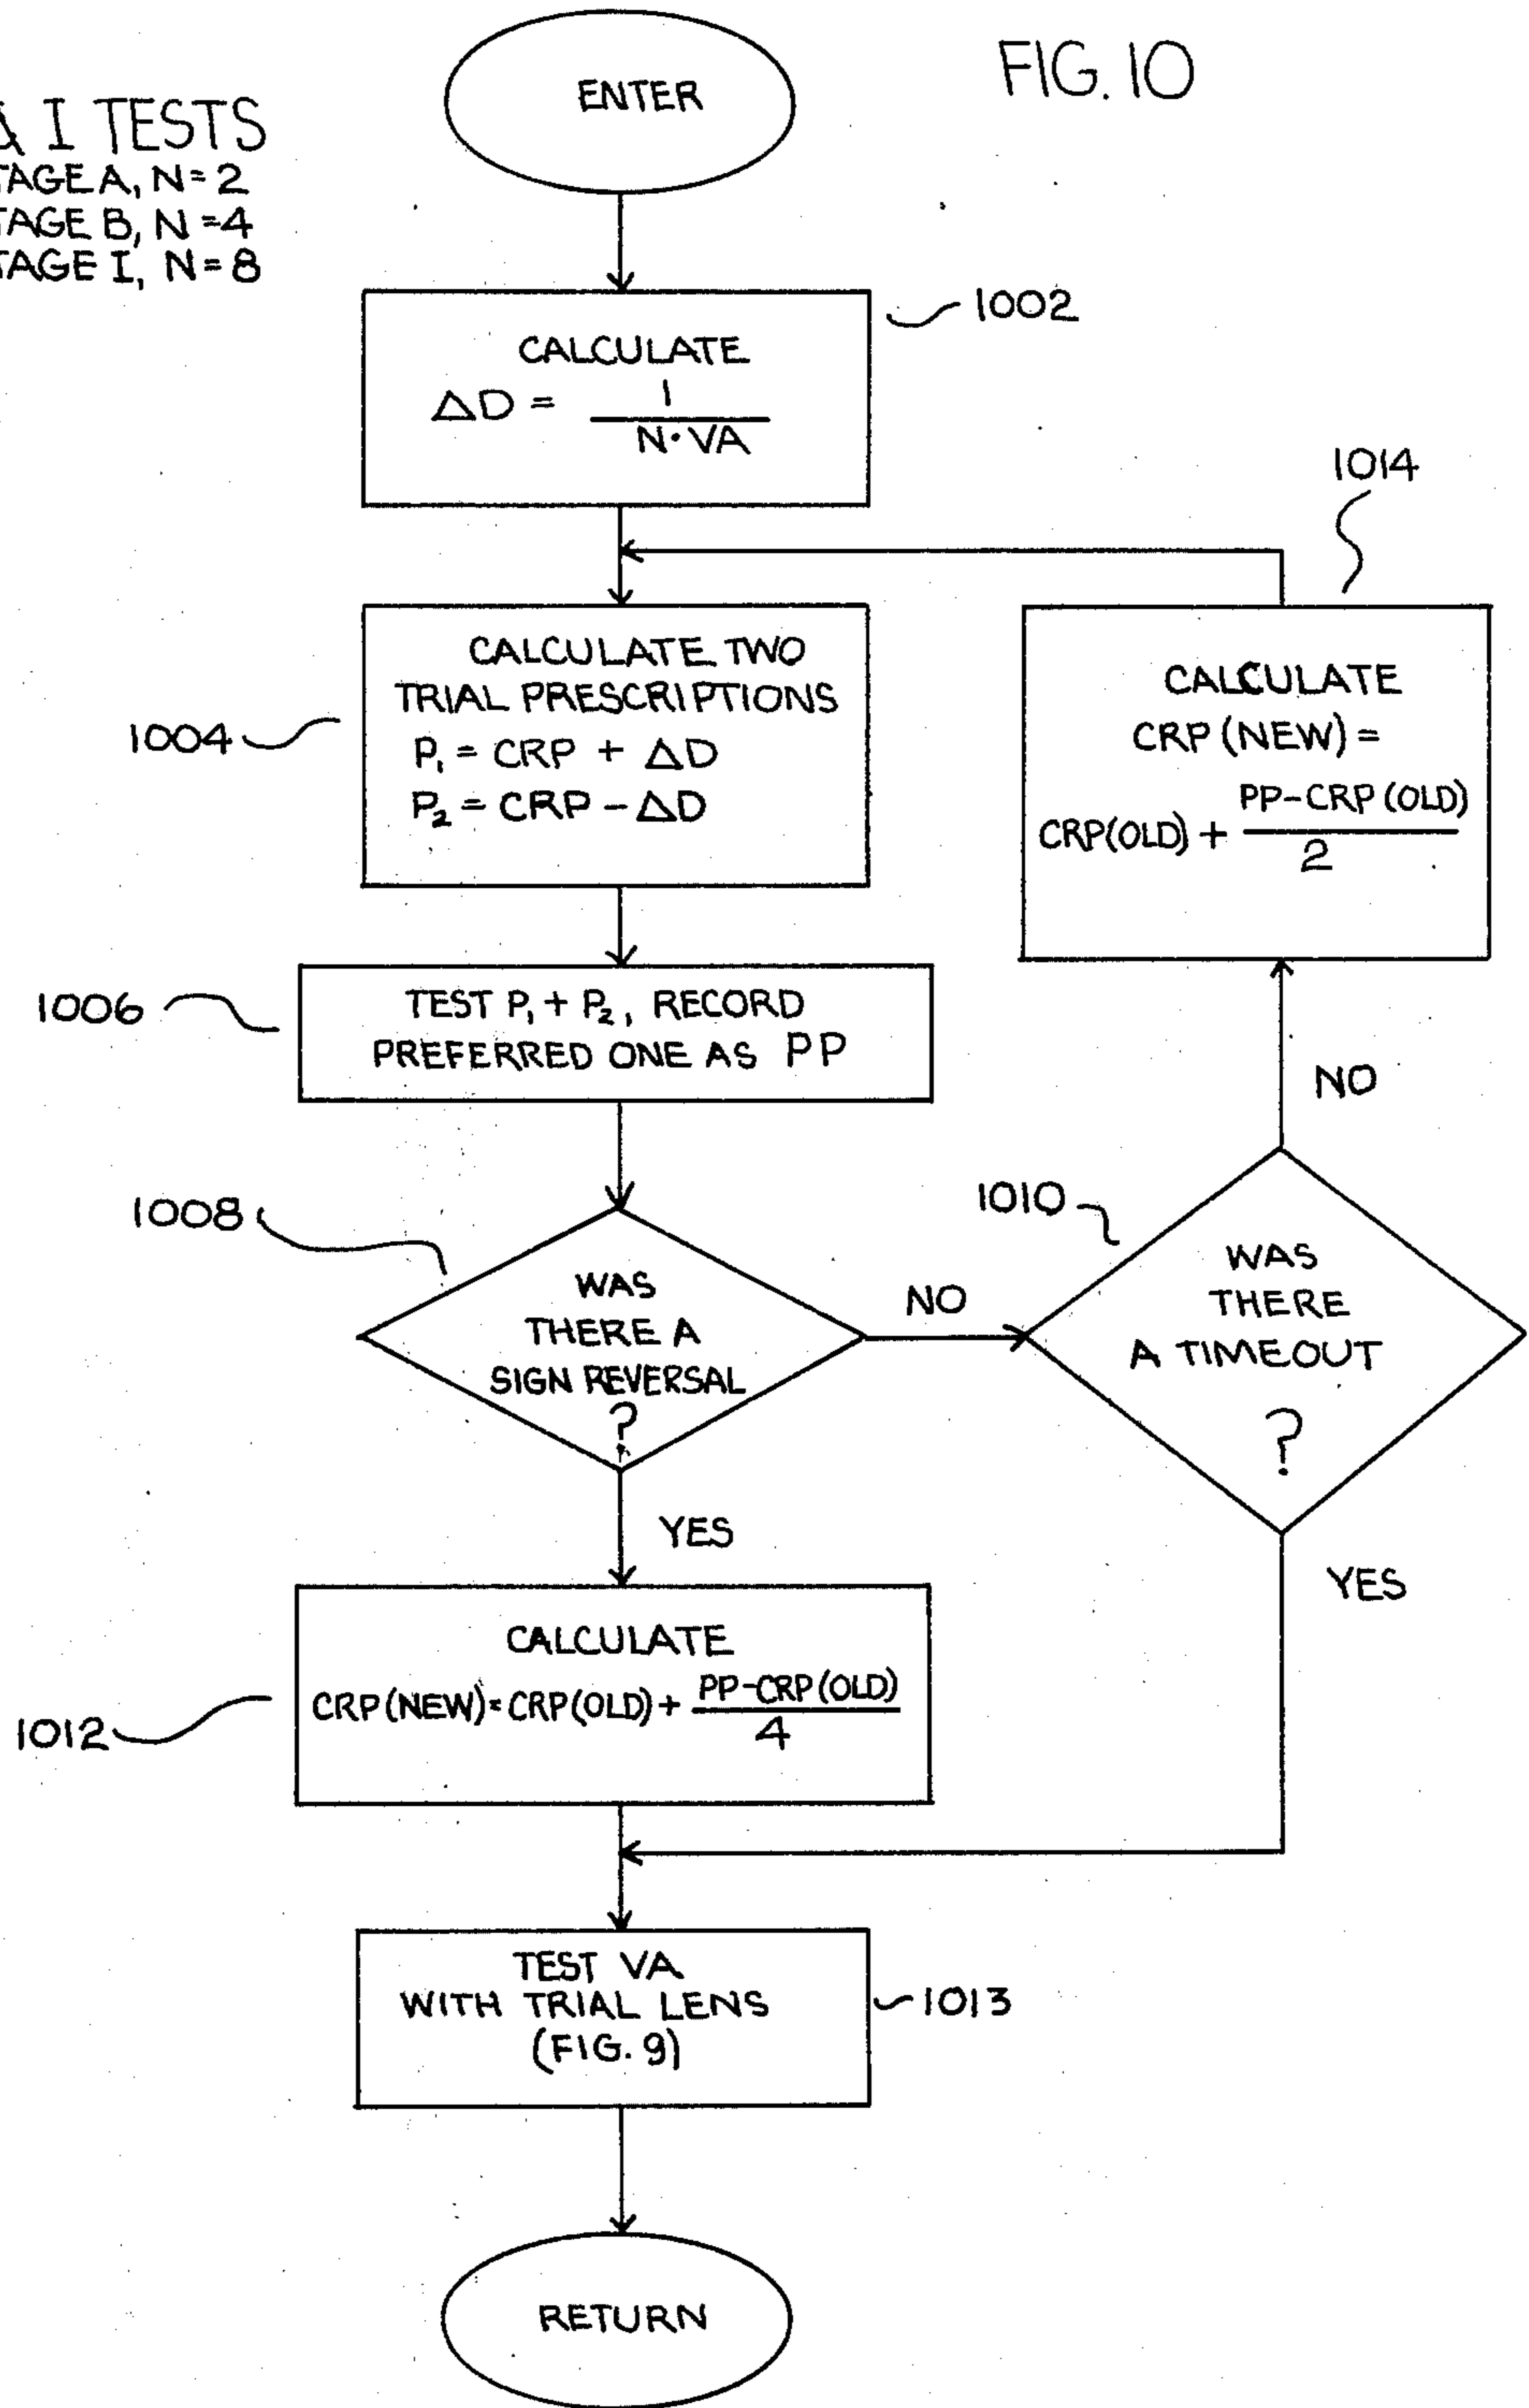 FIG. 10
& I TESTS
TAGE A, N=2
TAGE B, N=4
TAGE I, N=8
ENTER
1002
CALCULATE
ΔD = 1 / N·VA
1014
1004
CALCULATE TWO
TRIAL PRESCRIPTIONS
P₁ = CRP + ΔD
P₂ = CRP - ΔD
CALCULATE
CRP (NEW) =
CRP(OLD) + PP-CRP (OLD) / 2
1006
TEST P₁ + P₂, RECORD
PREFERRED ONE AS PP
NO
1008
WAS
THERE A
SIGN REVERSAL
?
NO
1010
WAS
THERE
A TIMEOUT
?
YES
YES
1012
CALCULATE
CRP(NEW)=CRP(OLD)+ PP-CRP(OLD) / 4
TEST VA
WITH TRIAL LENS
(FIG. 9)
1013
RETURN